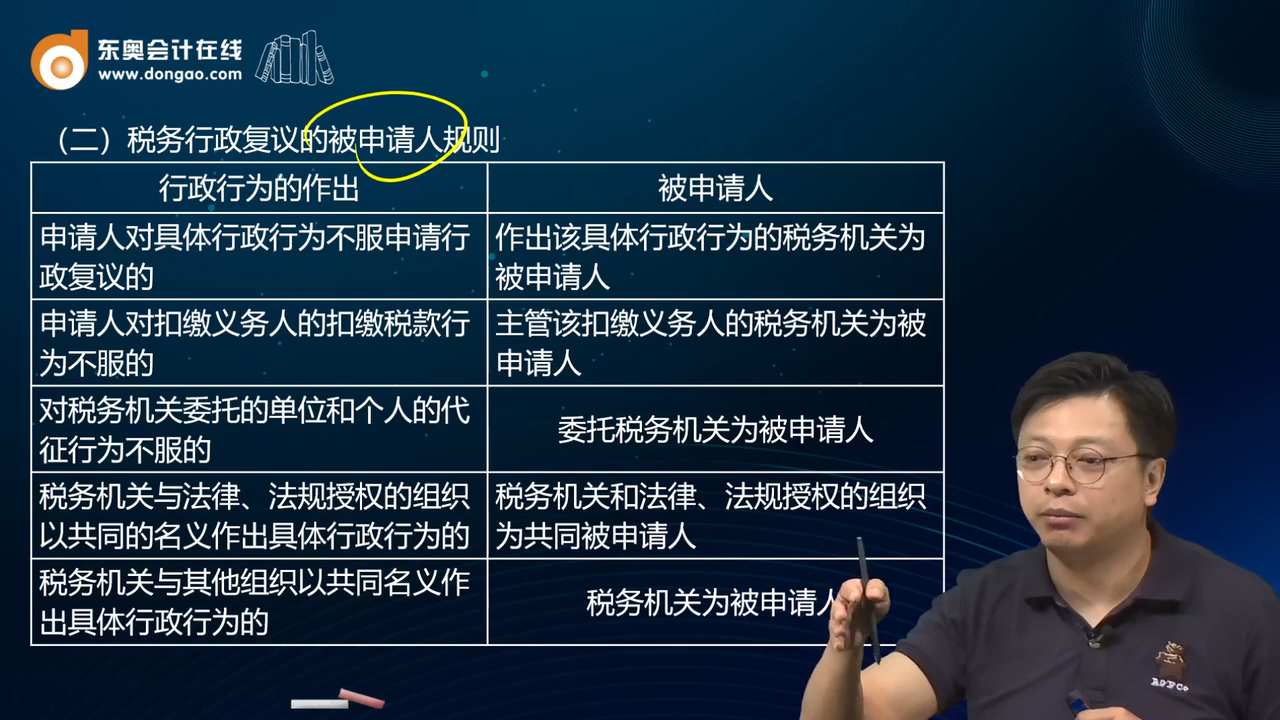 东奥会计在线
www.dongao.com
（二）税务行政复议的被申请人规则
行政行为的作出
被申请人
申请人对具体行政行为不服申请行
政复议的
作出该具体行政行为的税务机关为
被申请人
申请人对扣缴义务人的扣缴税款行
为不服的
主管该扣缴义务人的税务机关为被
申请人
对税务机关委托的单位和个人的代
征行为不服的
委托税务机关为被申请人
税务机关与法律、法规授权的组织
以共同的名义作出具体行政行为的
税务机关和法律、法规授权的组织
为共同被申请人
税务机关与其他组织以共同名义作
出具体行政行为的
税务机关为被申请人